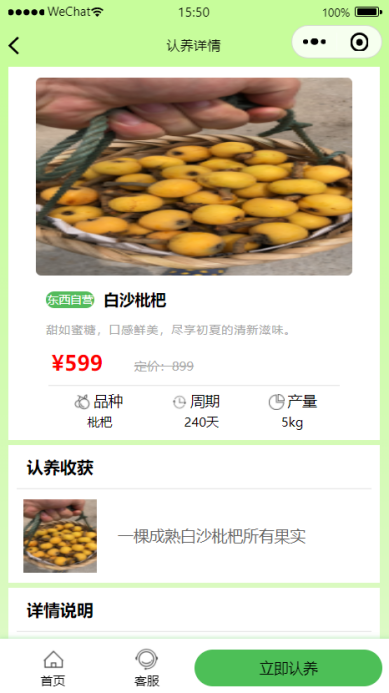 WeChat 15:50 100%
认养详情
东西自营 白沙枇杷
甜如蜜糖，口感鲜美，尽享初夏的清新滋味。
¥599 定价：899
品种 周期 产量
枇杷 240天 5kg
认养收获
一棵成熟白沙枇杷所有果实
详情说明
首页 客服 立即认养